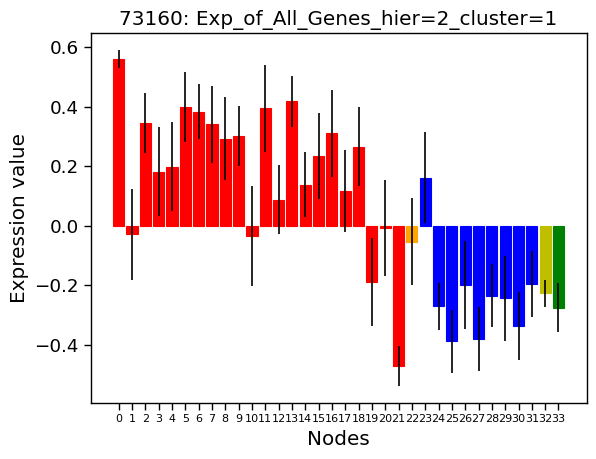 73160: Exp_of_All_Genes_hier=2_cluster=1
Expression value
0.6
0.4
0.2
0.0
−0.2
−0.4
0 1 2 3 4 5 6 7 8 9 10 11 12 13 14 15 16 17 18 19 20 21 22 23 24 25 26 27 28 29 30 31 32 33
Nodes